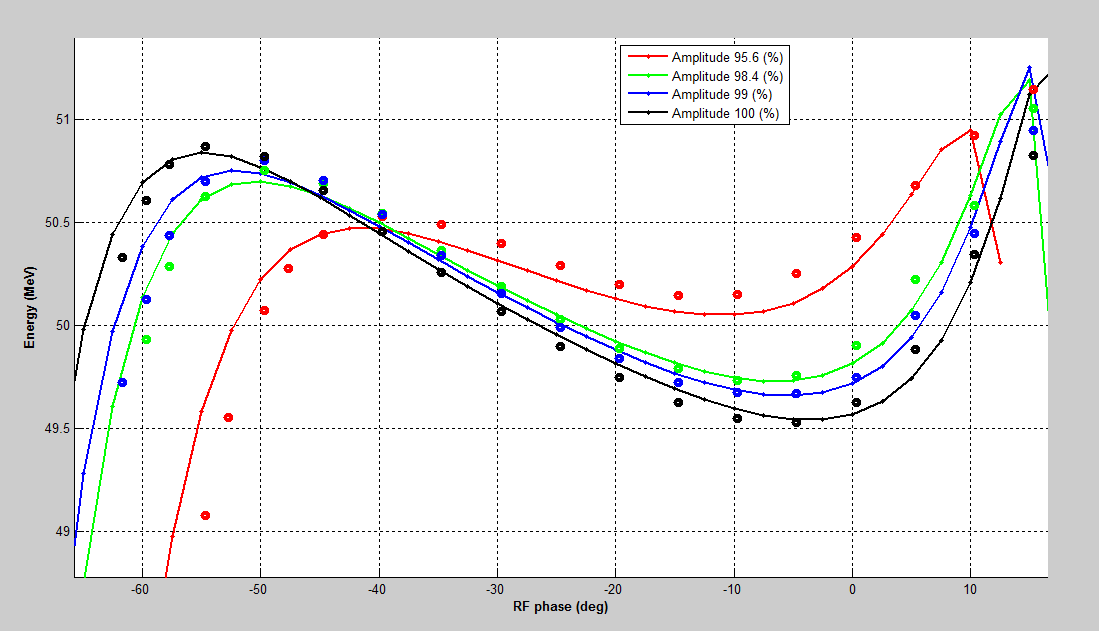 Amplitude 95.6 (%)
Amplitude 98.4 (%)
Amplitude 99 (%)
Amplitude 100 (%)
51
50.5
50
49.5
49
Energy (MeV)
-60 -50 -40 -30 -20 -10 0 10
RF phase (deg)